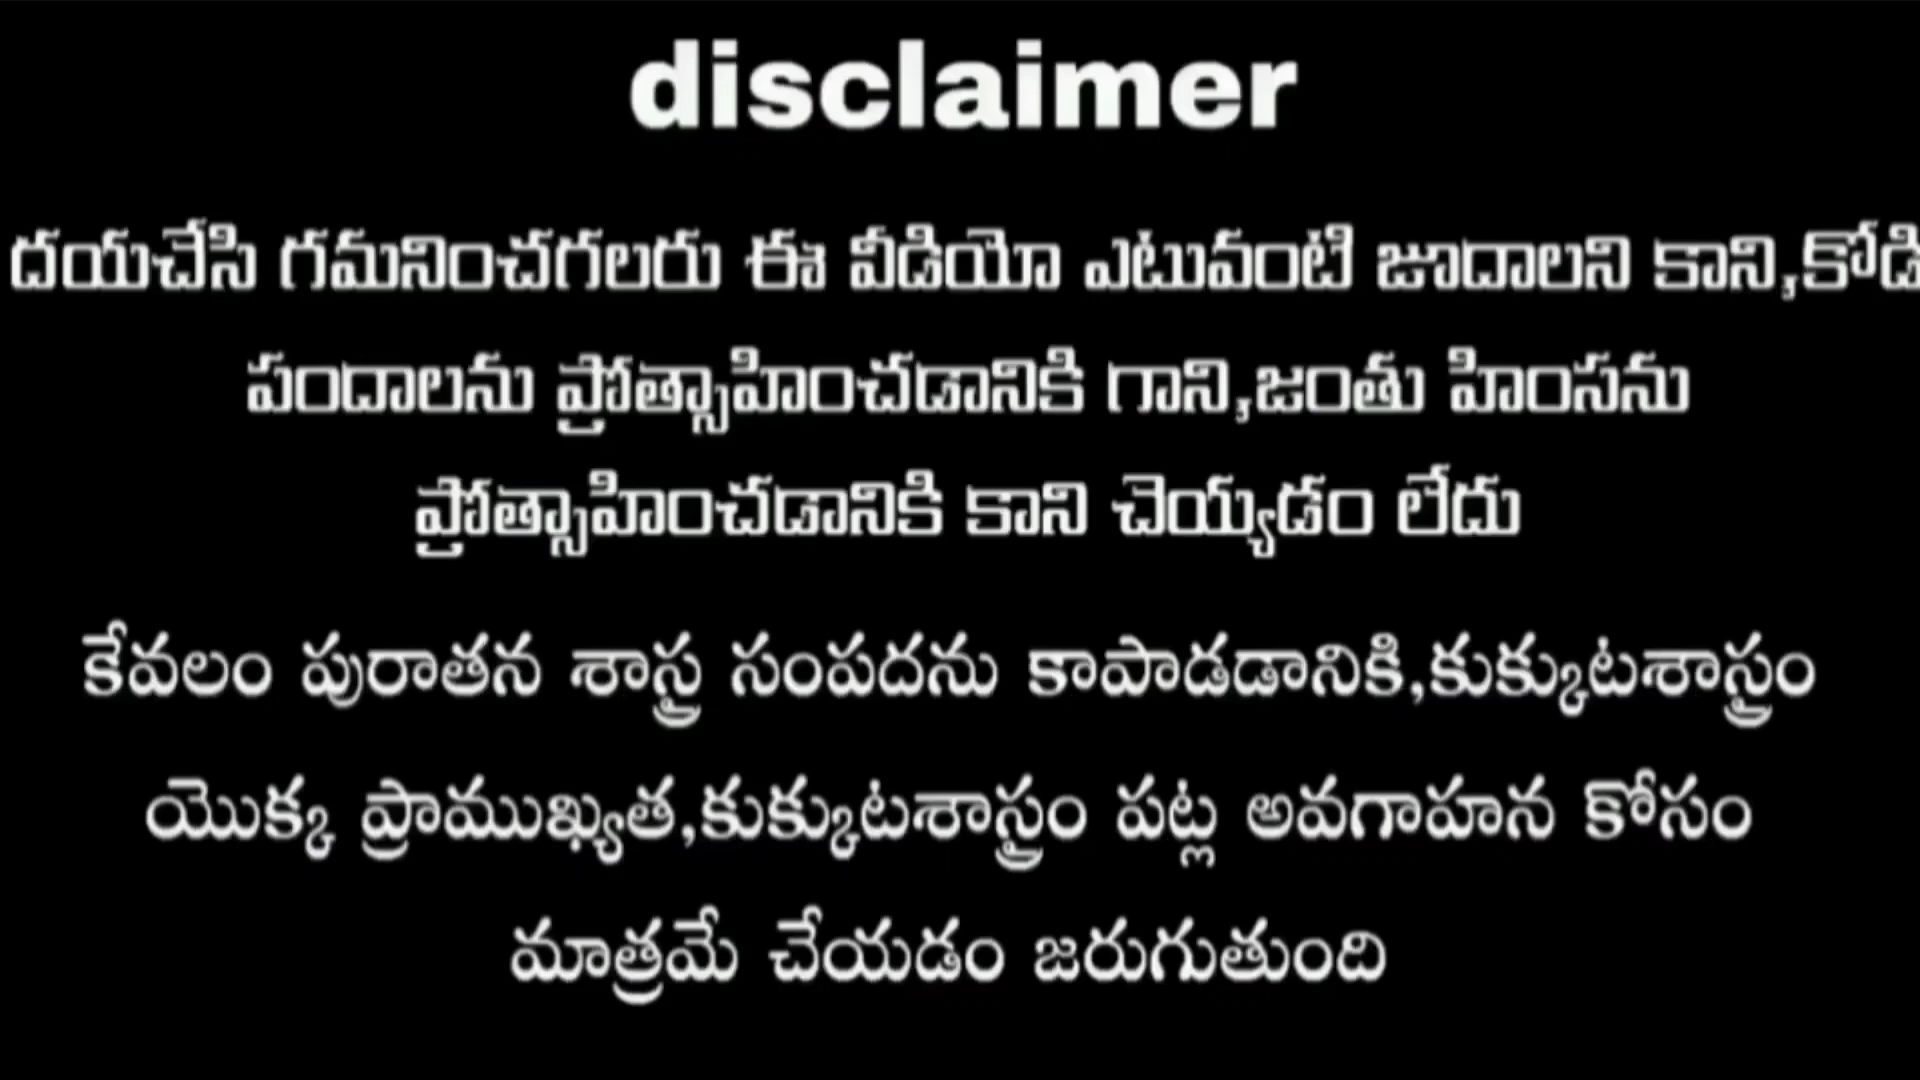 disclaimer
దయచేసి గమనించగలరు ఈ వీడియో ఎటువంటి జూదాలని కాని,కోడి
పందాలను ప్రోత్సాహించడానికి గాని,జంతు హింసను
ప్రోత్సాహించడానికి కాని చెయ్యడం లేదు
కేవలం పురాతన శాస్త్ర సంపదను కాపాడడానికి,కుక్కుటశాస్త్రం
యొక్క ప్రాముఖ్యత,కుక్కుటశాస్త్రం పట్ల అవగాహన కోసం
మాత్రమే చేయడం జరుగుతుంది